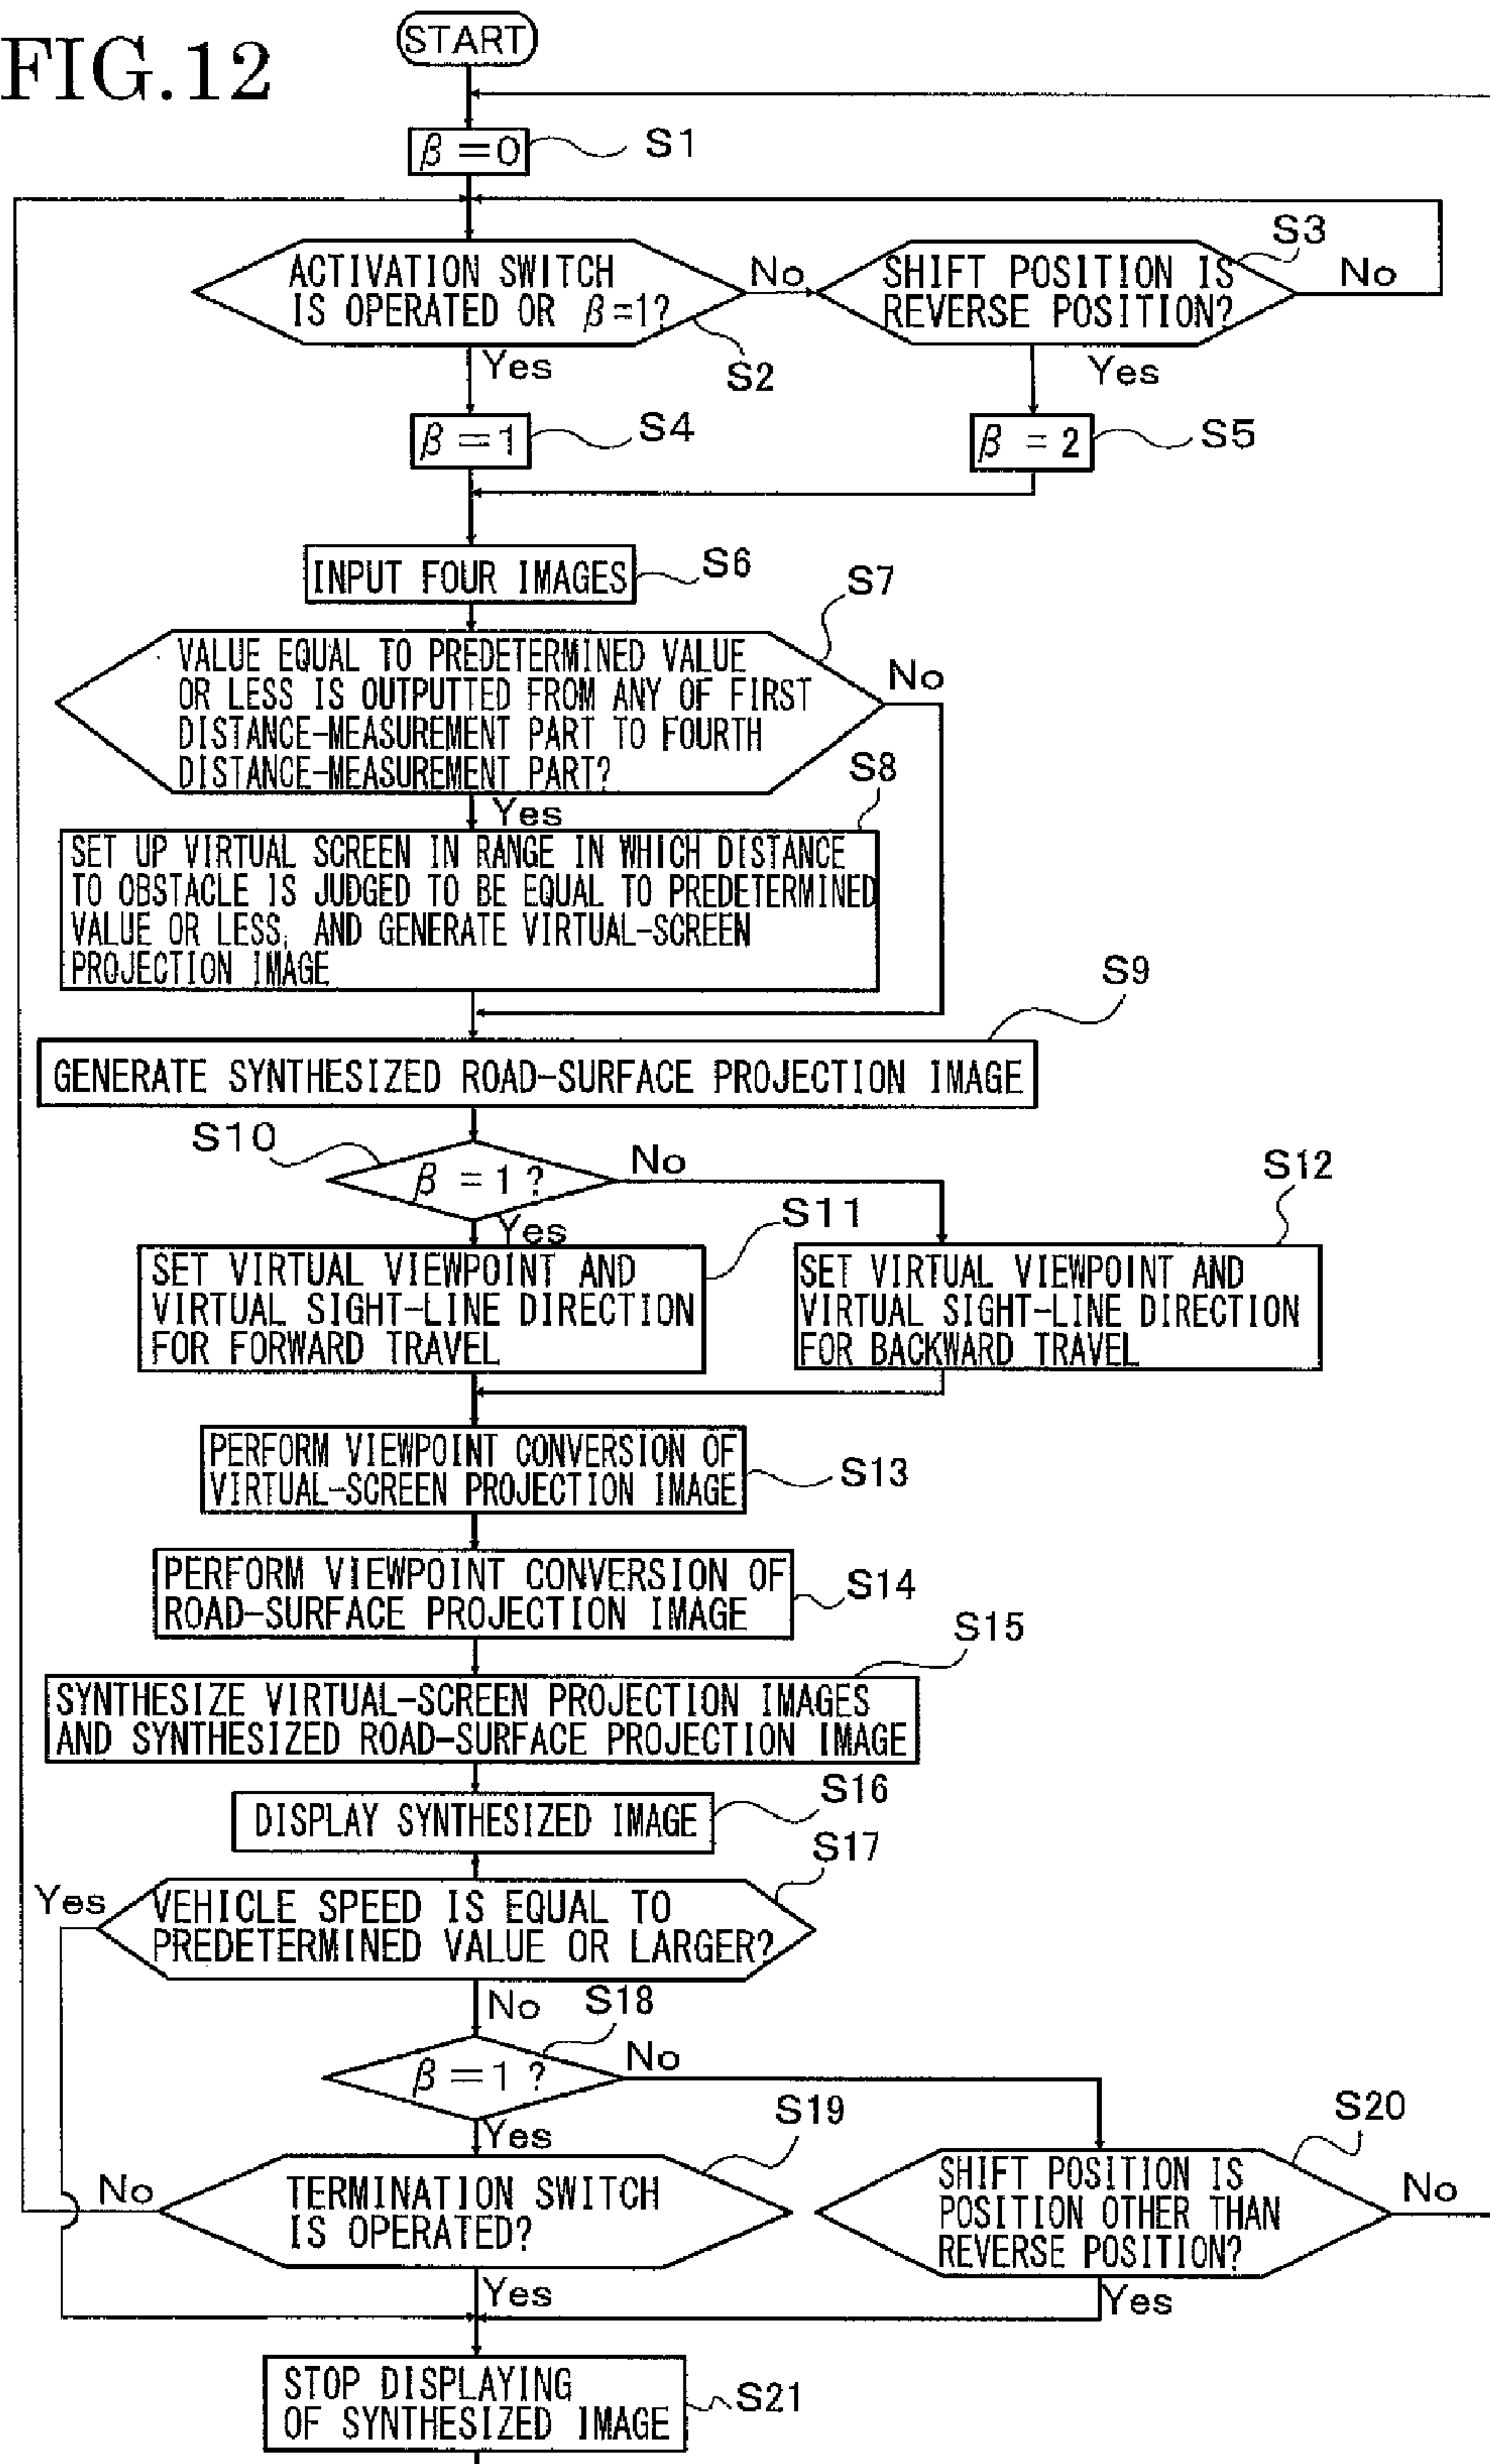 FIG.12
START
β=0
S1
ACTIVATION SWITCH
IS OPERATED OR β=1?
No
S2
Yes
SHIFT POSITION IS
REVERSE POSITION?
S3
No
Yes
β=1
S4
β = 2
S5
INPUT FOUR IMAGES
S6
S7
VALUE EQUAL TO PREDETERMINED VALUE
OR LESS IS OUTPUTTED FROM ANY OF FIRST
DISTANCE-MEASUREMENT PART TO FOURTH
DISTANCE-MEASUREMENT PART?
No
Yes
S8
SET UP VIRTUAL SCREEN IN RANGE IN WHICH DISTANCE
TO OBSTACLE IS JUDGED TO BE EQUAL TO PREDETERMINED
VALUE OR LESS, AND GENERATE VIRTUAL-SCREEN
PROJECTION IMAGE
S9
GENERATE SYNTHESIZED ROAD-SURFACE PROJECTION IMAGE
S10
β = 1 ?
No
Yes
S11
SET VIRTUAL VIEWPOINT AND
VIRTUAL SIGHT-LINE DIRECTION
FOR FORWARD TRAVEL
S12
SET VIRTUAL VIEWPOINT AND
VIRTUAL SIGHT-LINE DIRECTION
FOR BACKWARD TRAVEL
PERFORM VIEWPOINT CONVERSION OF
VIRTUAL-SCREEN PROJECTION IMAGE
S13
PERFORM VIEWPOINT CONVERSION OF
ROAD-SURFACE PROJECTION IMAGE
S14
S15
SYNTHESIZE VIRTUAL-SCREEN PROJECTION IMAGES
AND SYNTHESIZED ROAD-SURFACE PROJECTION IMAGE
DISPLAY SYNTHESIZED IMAGE
S16
S17
Yes
VEHICLE SPEED IS EQUAL TO
PREDETERMINED VALUE OR LARGER?
No
S18
β = 1 ?
No
Yes
S19
No
TERMINATION SWITCH
IS OPERATED?
Yes
S20
SHIFT POSITION IS
POSITION OTHER THAN
REVERSE POSITION?
No
Yes
STOP DISPLAYING
OF SYNTHESIZED IMAGE
S21